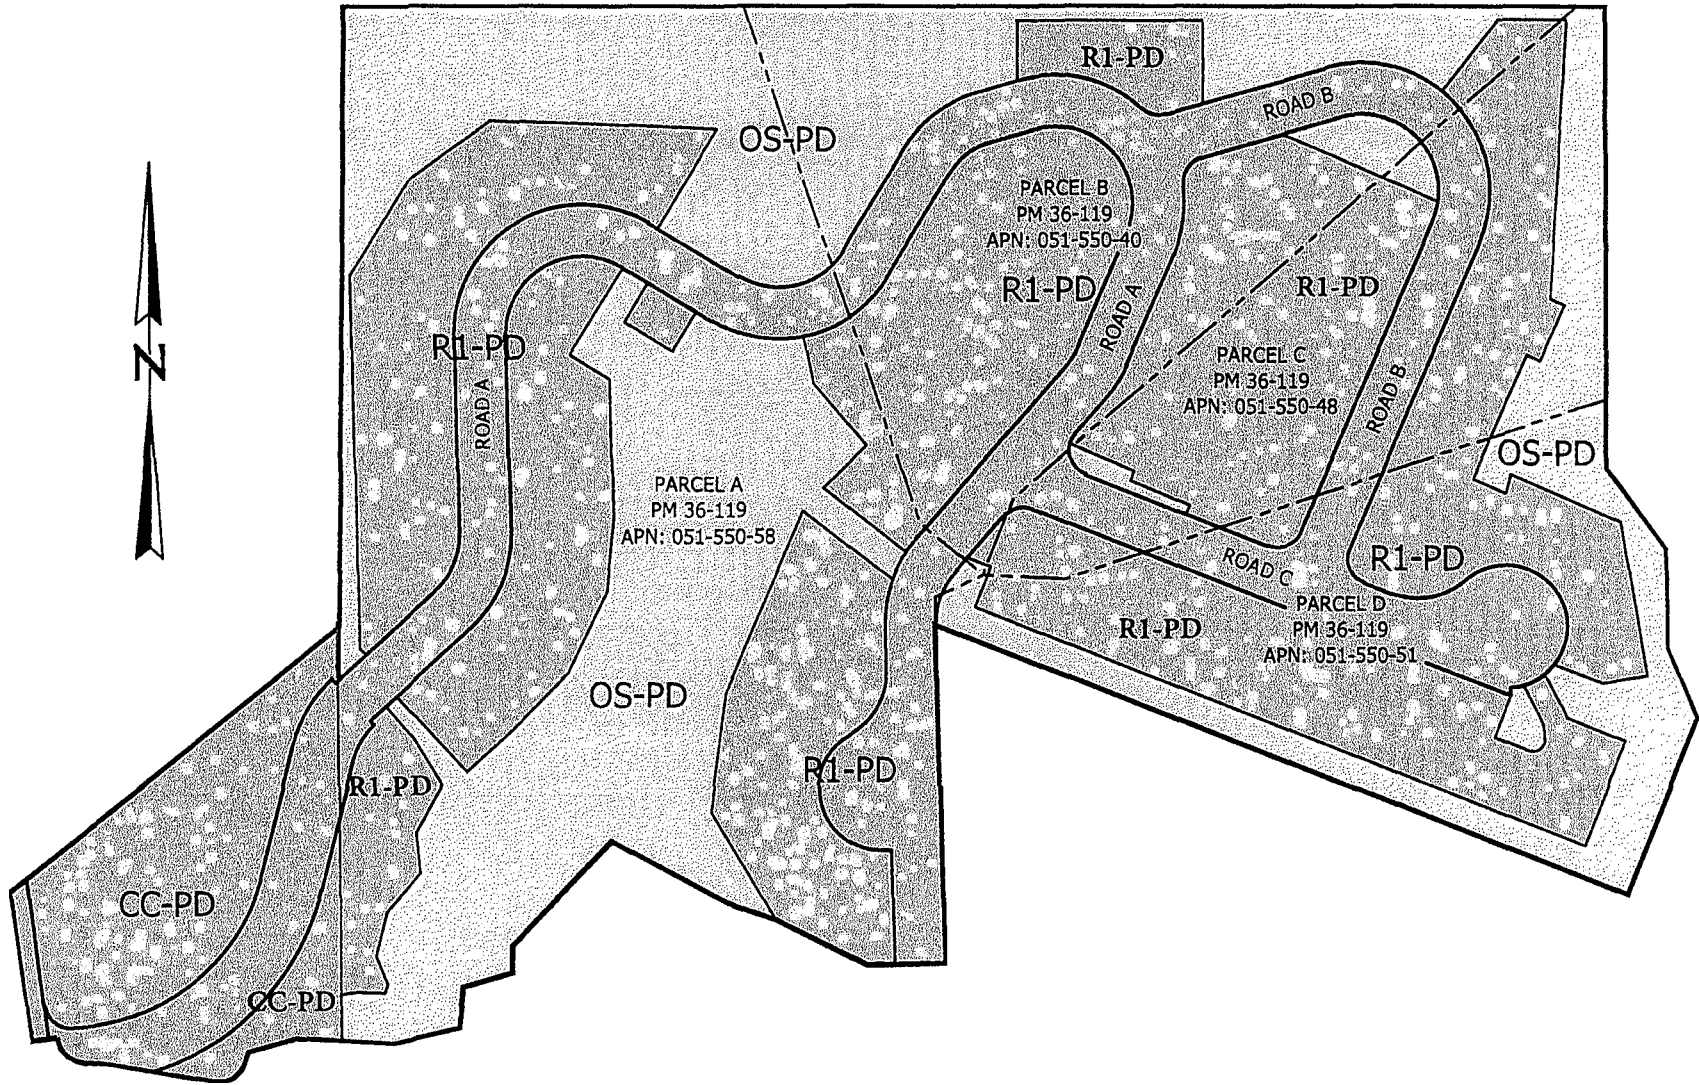 R1-PD
ROAD B
OS-PD
PARCEL B
PM 36-119
APN: 051-550-40
R1-PD
R1-PD
ROAD A
N
R1-PD
ROAD A
PARCEL C
PM 36-119
APN: 051-550-48
ROAD B
OS-PD
PARCEL A
PM 36-119
APN: 051-550-58
ROAD C
R1-PD
PARCEL D
PM 36-119
APN: 051-550-51
R1-PD
OS-PD
R1-PD
R1-PD
CC-PD
CC-PD